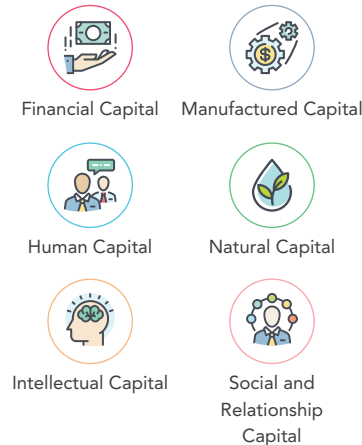 Financial Capital
Manufactured Capital
$
Human Capital
Natural Capital
Intellectual Capital
Social and
Relationship
Capital